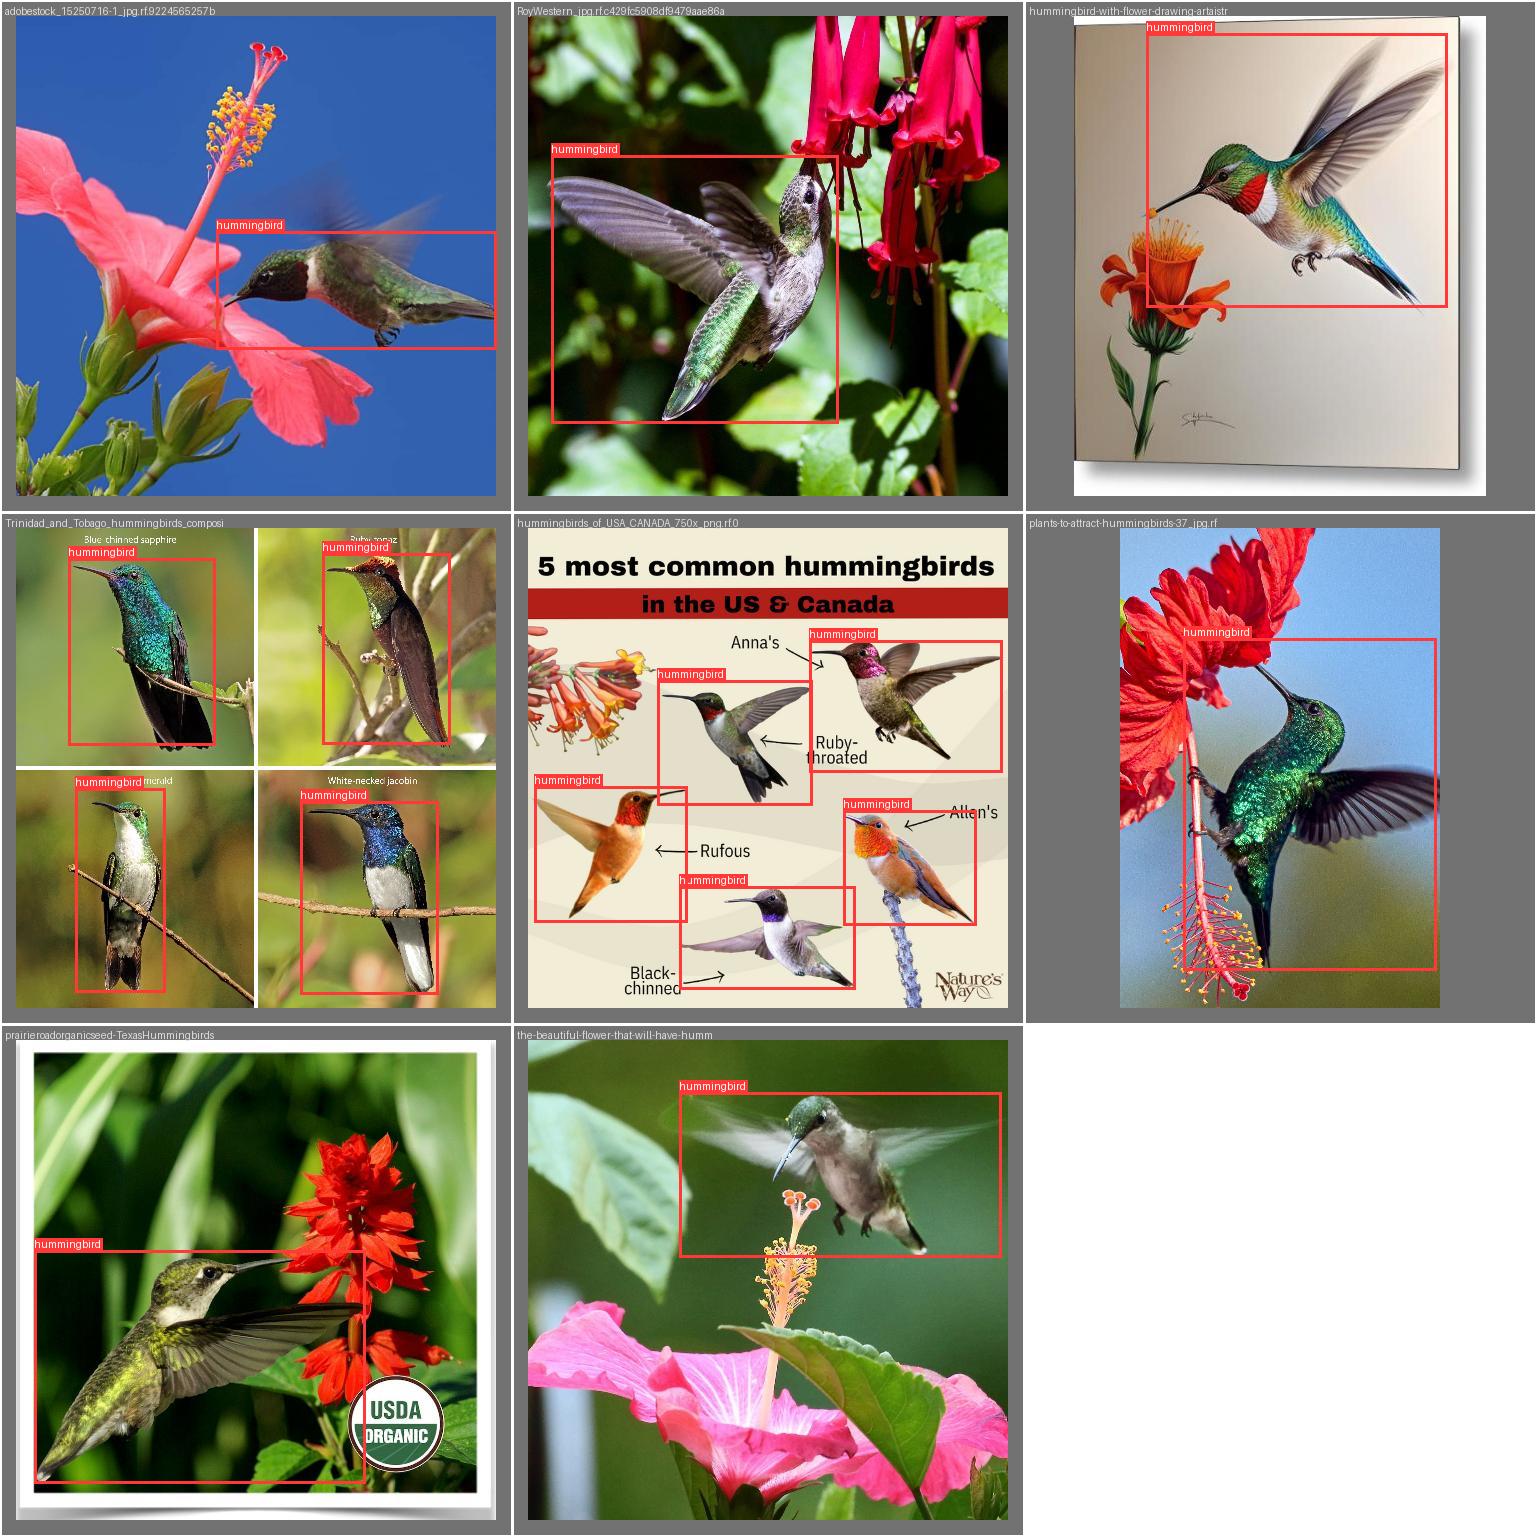 adobestock_15250716-1_jpg.rf.9224565257b
RoyWestern_jpg.rf.c429fc5908df9479aae86a
hummingbird-with-flower-drawing-artaistr
hummingbird
hummingbird
hummingbird
Trinidad_and_Tobago_hummingbirds_composi
hummingbirds_of_USA_CANADA_750x_png.rf.0
plants-to-attract-hummingbirds-37_jpg.rf
Blue-chinned sapphire
hummingbird
hummingbird
hummingbird
White-necked jacobin
hummingbird
5 most common hummingbirds
in the US & Canada
Anna's
hummingbird
hummingbird
Ruby-
throated
hummingbird
hummingbird
Allen's
Rufous
hummingbird
Black-
chinned
Nature's
Way
hummingbird
prairieroadorganicseed-TexasHummingbirds
the-beautiful-flower-that-will-have-humm
hummingbird
USDA
ORGANIC
hummingbird